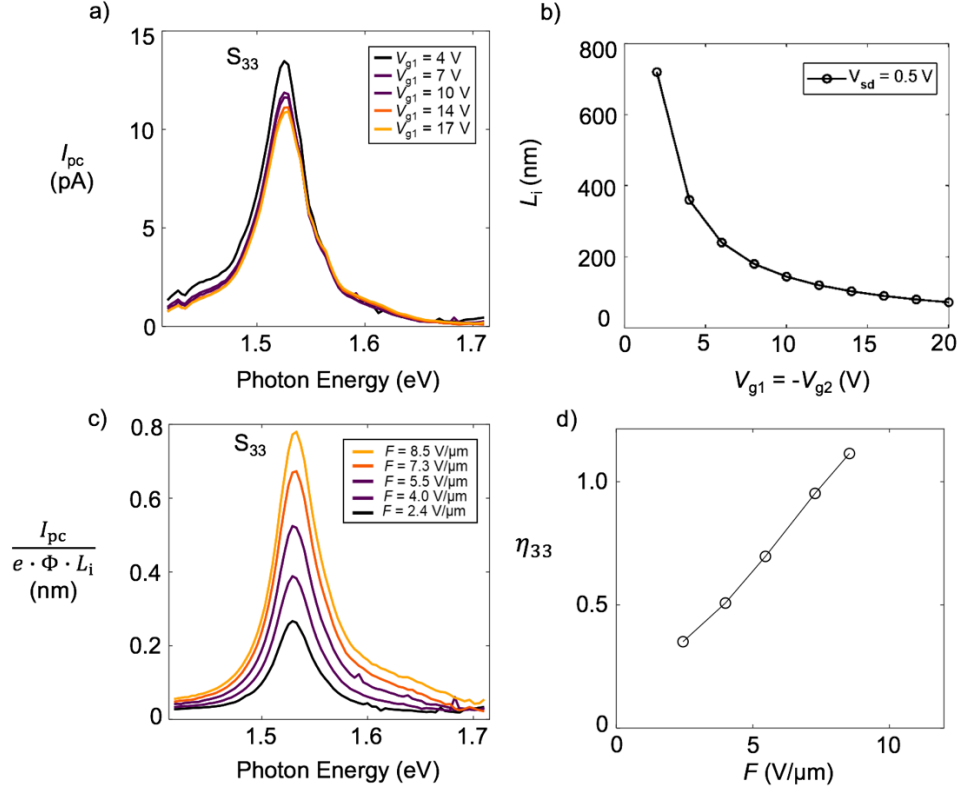 a)
S33
Vg1 = 4 V
Vg1 = 7 V
Vg1 = 10 V
Vg1 = 14 V
Vg1 = 17 V
15
10
5
0
Ipc
(pA)
1.5
1.6
1.7
Photon Energy (eV)
b)
Vsd = 0.5 V
800
600
400
200
0
Li (nm)
0
5
10
15
20
Vg1 = -Vg2 (V)
c)
S33
F = 8.5 V/µm
F = 7.3 V/µm
F = 5.5 V/µm
F = 4.0 V/µm
F = 2.4 V/µm
0.8
0.6
0.4
0.2
0
Ipc
e · Φ · Li
(nm)
1.5
1.6
1.7
Photon Energy (eV)
d)
1.0
0.5
0
η33
0
5
10
F (V/µm)